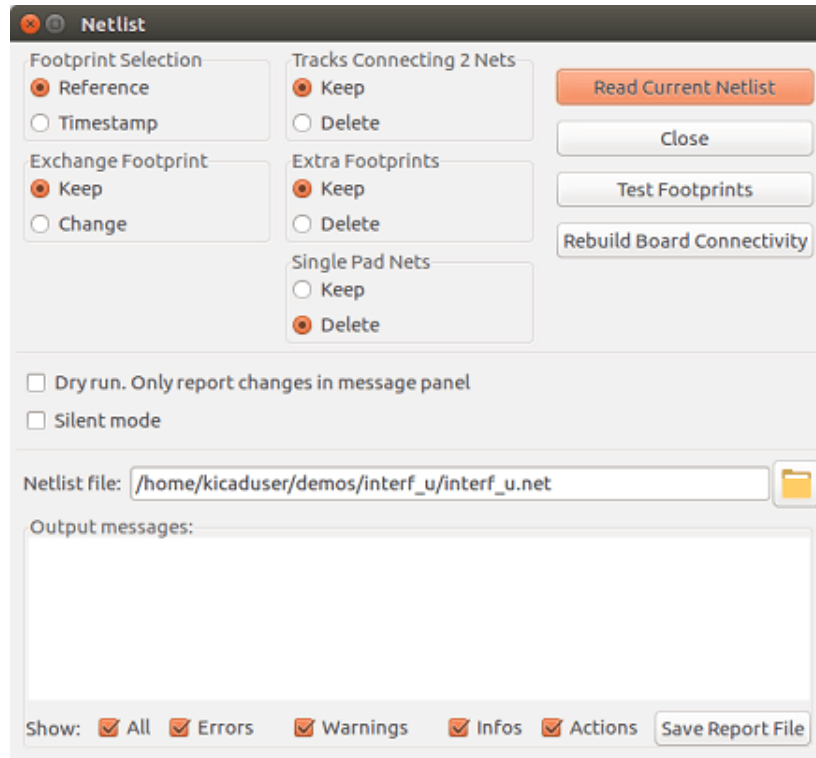 Netlist
Footprint Selection
Reference
Timestamp
Exchange Footprint
Keep
Change
Tracks Connecting 2 Nets
Keep
Delete
Extra Footprints
Keep
Delete
Single Pad Nets
Keep
Delete
Read Current Netlist
Close
Test Footprints
Rebuild Board Connectivity
Dry run. Only report changes in message panel
Silent mode
Netlist file: /home/kicaduser/demos/interf_u/interf_u.net
Output messages:
Show: All Errors Warnings Infos Actions Save Report File